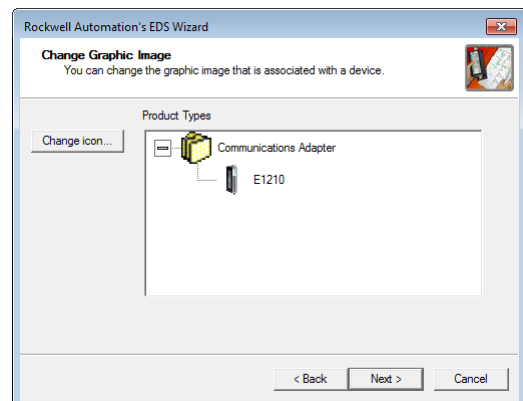 Rockwell Automation's EDS Wizard
Change Graphic Image
You can change the graphic image that is associated with a device.
Product Types
Change icon...
Communications Adapter
E1210
< Back
Next >
Cancel